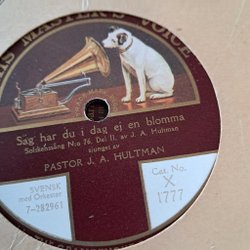 HIS MASTER'S VOICE
Säg har du i dag ej en blomma
Solskenssång N:o 76. Del II. av J. A. Hultman
sjunget av
PASTOR J. A. HULTMAN
SVENSK
med Orkester
7-282961
Cat. No.
X
1777